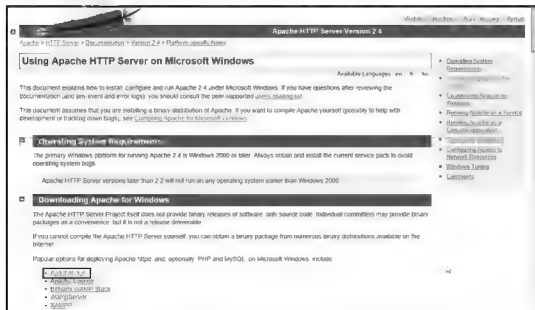 Apache HTTP Server Version 2.4
Apache > HTTP Server > Documentation > Version 2.4 > Platform
Using Apache HTTP Server on Microsoft Windows
Available Languages: en fr ko
This document explains how to install, configure and run Apache 2.4 under Microsoft Windows. If you have questions after reviewing the
documentation (and any event and error logs), you should consult the peer-supported users' mailing list
This document assumes that you are installing a binary distribution of Apache. If you want to compile Apache yourself (possibly to help with
development or tracking down bugs), see Compiling Apache for Microsoft Windows
Operating System Requirements
The primary Windows platform for running Apache 2.4 is Windows 2000 or later. Always obtain and install the current service pack to avoid
operating system bugs.
Apache HTTP Server versions later than 2.2 will not run on any operating system earlier than Windows 2000
Downloading Apache for Windows
The Apache HTTP Server Project itself does not provide binary releases of software, only source code. Individual committers may provide binary
packages as a convenience, but it is not a release deliverable.
If you cannot compile the Apache HTTP Server yourself, you can obtain a binary package from numerous binary distributions available on the
Internet.
Popular options for deploying Apache httpd, and, optionally, PHP and MySQL, on Microsoft Windows, include:
Apache Lounge
Bitnami WAMP Stack
WampServer
XAMPP
Operating System
Requirements
Customizing Apache for
Windows
Running Apache as a Service
Running Apache as a
Console Application
Configuring Access to
Network Resources
Windows Tuning
Comments